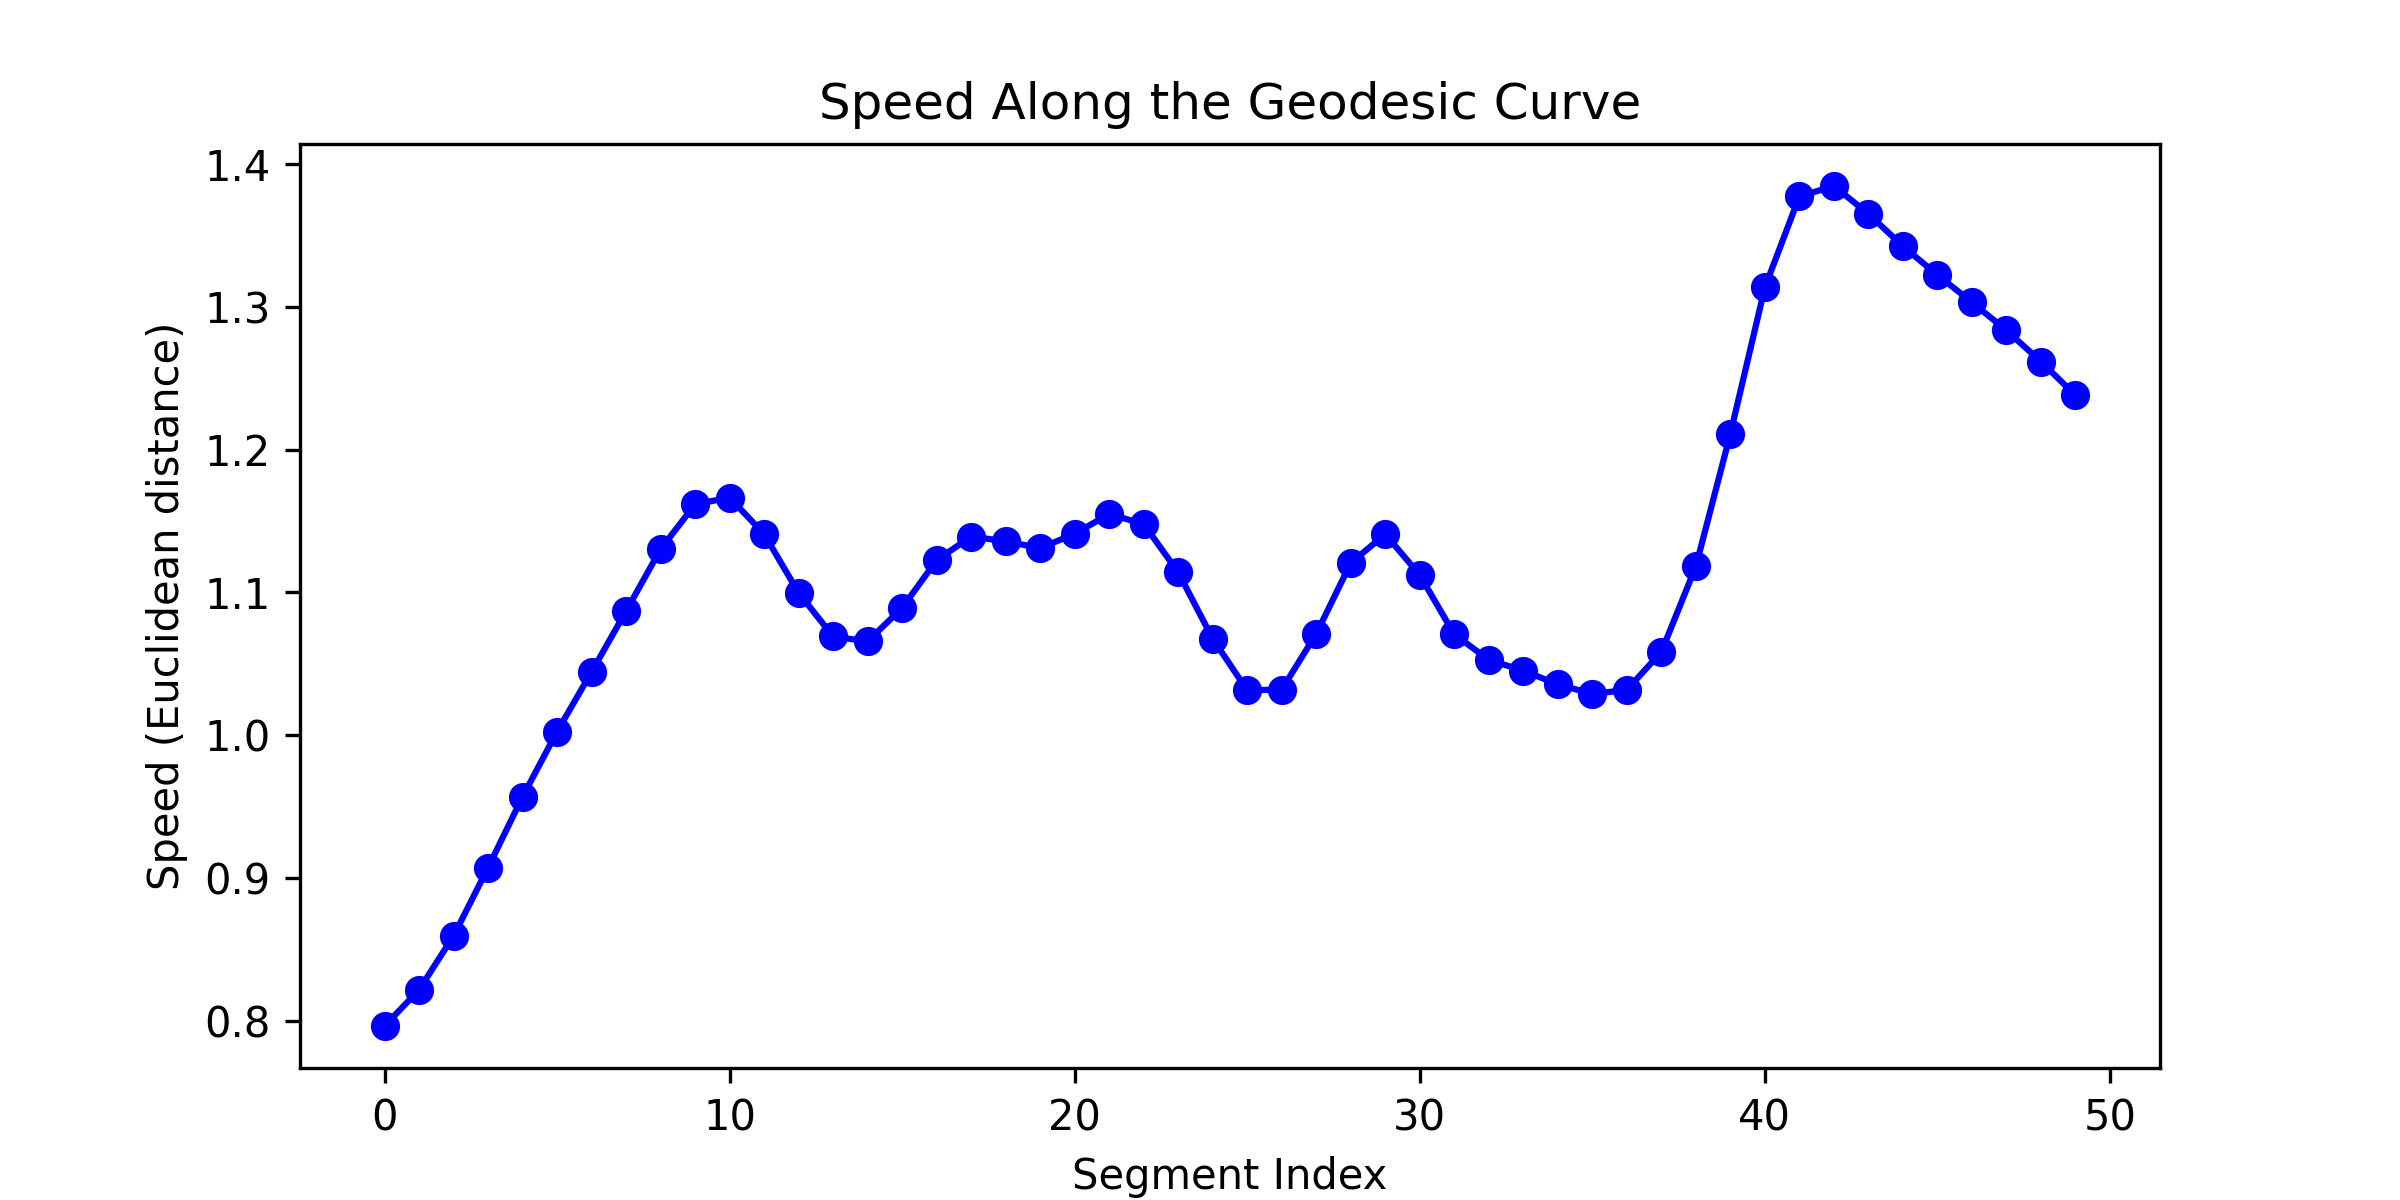 Speed Along the Geodesic Curve
1.4
1.3
1.2
1.1
1.0
0.9
0.8
Speed (Euclidean distance)
0 10 20 30 40 50
Segment Index